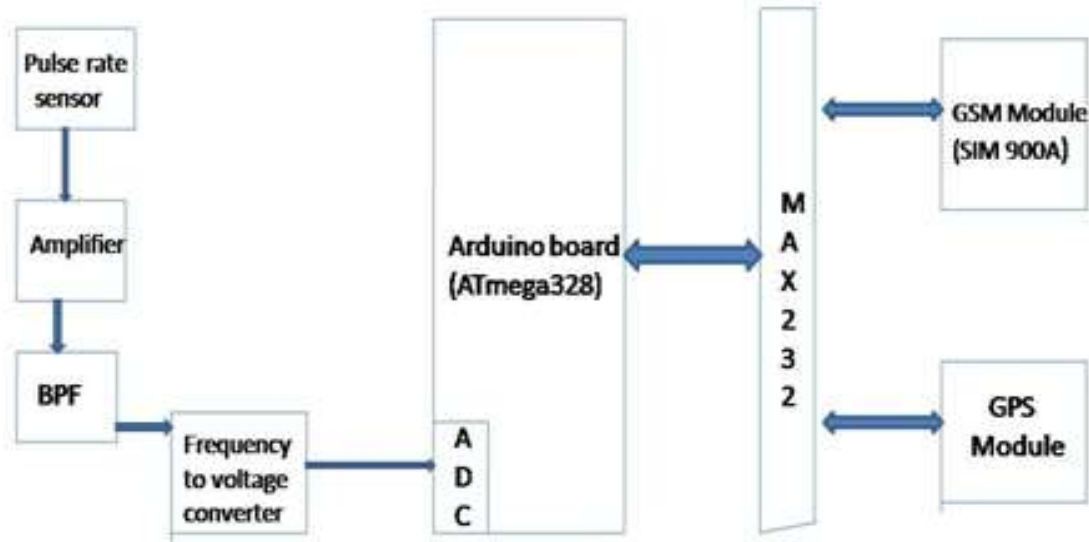 Pulse rate
sensor
Amplifier
BPF
Frequency
to voltage
converter
A
D
C
Arduino board
(ATmega328)
M
A
X
2
3
2
GSM Module
(SIM 900A)
GPS
Module